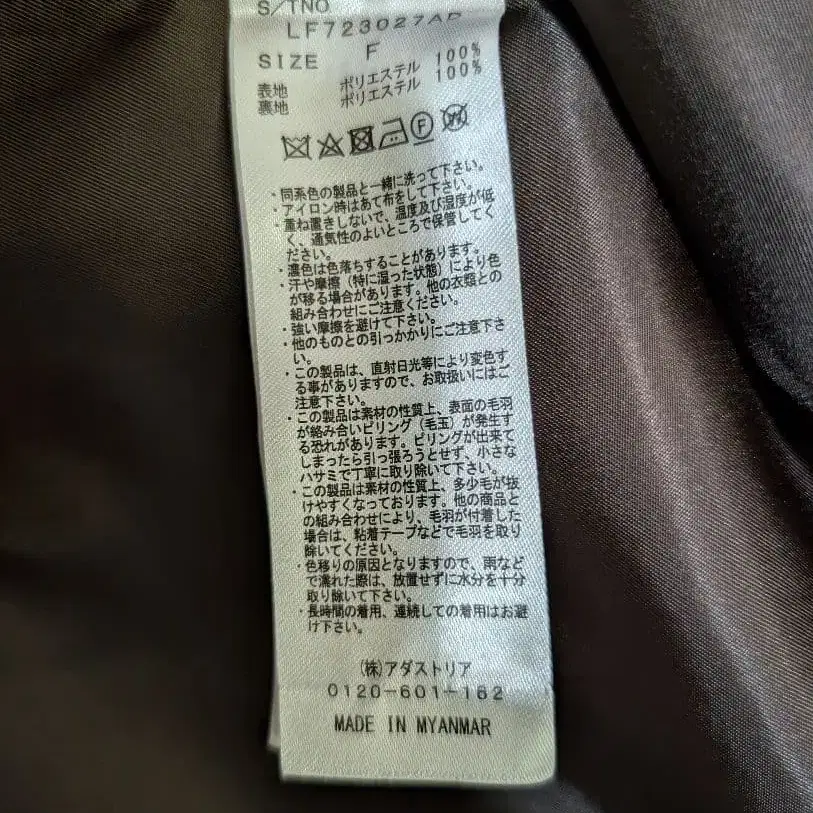 S/TNO
LF723027AB
SIZE F
表地 ポリエステル 100%
裏地 ポリエステル 100%
・同系色の製品と一緒に洗って下さい。
・アイロン時はあて布をして下さい。
・重ね置きしないで、温度及び湿度が低
く、通気性のよいところで保管してく
ださい。
・濃色は色落ちすることがあります。
・汗や摩擦（特に湿った状態）により色
が移る場合があります。他の衣類との
組み合わせにご注意ください。
・強い摩擦を避けて下さい。
・他のものとの引っかかりにご注意下さ
い。
・この製品は、直射日光等により変色す
る事がありますので、お取扱いにはご
注意下さい。
・この製品は素材の性質上、表面の毛羽
が絡み合いピリング（毛玉）が発生す
る恐れがあります。ピリングが出来て
しまったら引っ張ろうとせず、小さな
ハサミで丁寧に取り除いて下さい。
・この製品は素材の性質上、多少毛が抜
けやすくなっております。他の商品と
の組み合わせにより、毛羽が付着した
場合は、粘着テープなどで毛羽を取り
除いてください。
・色移りの原因となりますので、雨など
で濡れた際は、放置せずに水分を十分
取り除いて下さい。
・長時間の着用、連続しての着用はお避
け下さい。
(株)アダストリア
0120-601-162
MADE IN MYANMAR